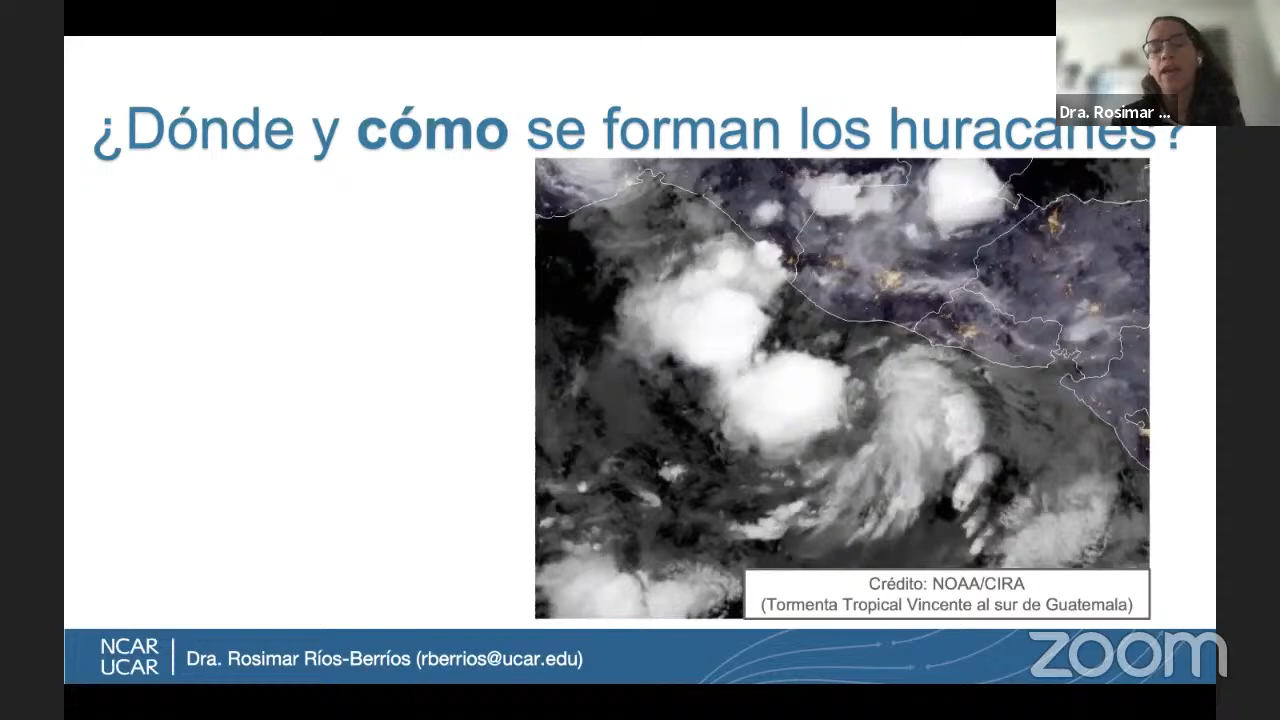 Dra. Rosimar ...
¿Dónde y cómo se forman los huracanes?
Crédito: NOAA/CIRA
(Tormenta Tropical Vincente al sur de Guatemala)
NCAR
UCAR
Dra. Rosimar Ríos-Berríos (rberrios@ucar.edu)
zoom